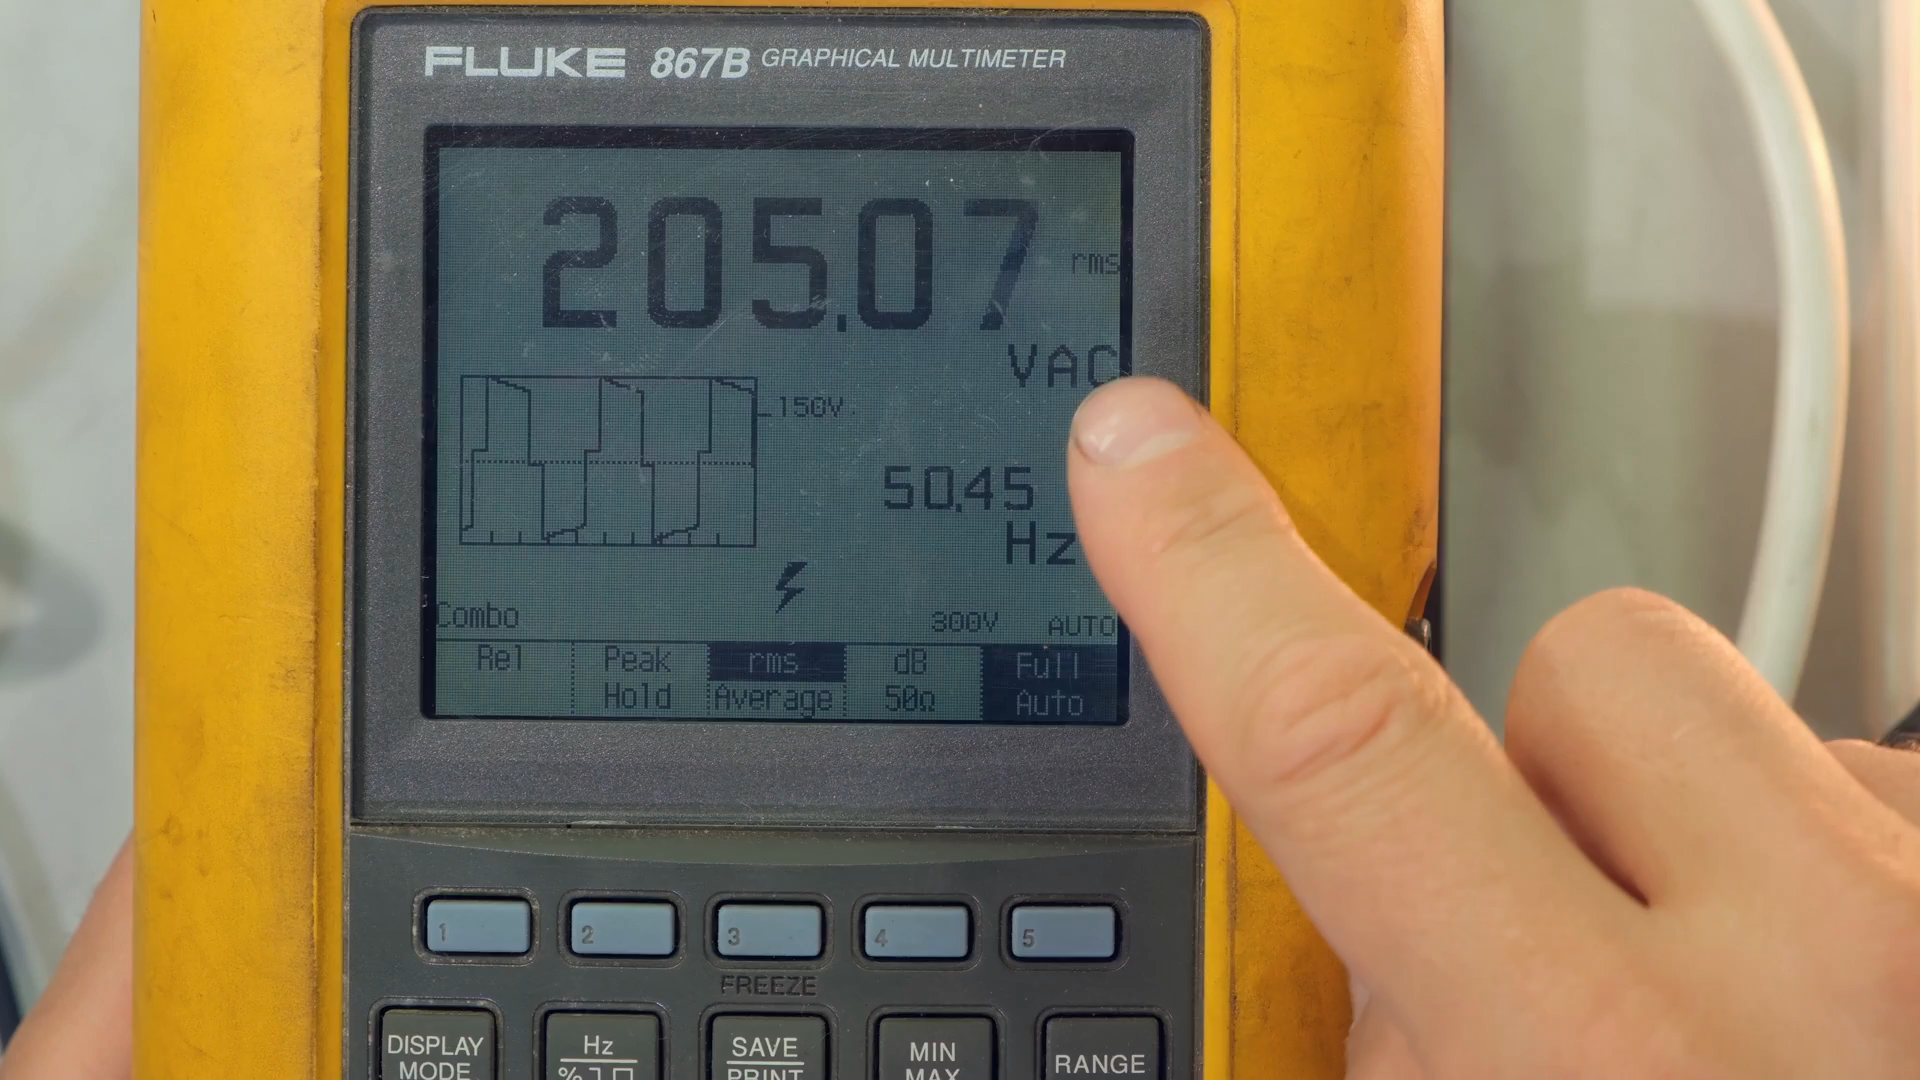 FLUKE 867B GRAPHICAL MULTIMETER
205.07 rms
VAC
150V
50.45
Hz
Combo 300V AUTO
Rel Peak Hold rms Average dB 50Ω Full Auto
1 2 3 4 5
FREEZE
DISPLAY MODE Hz % SAVE PRINT MIN MAX RANGE